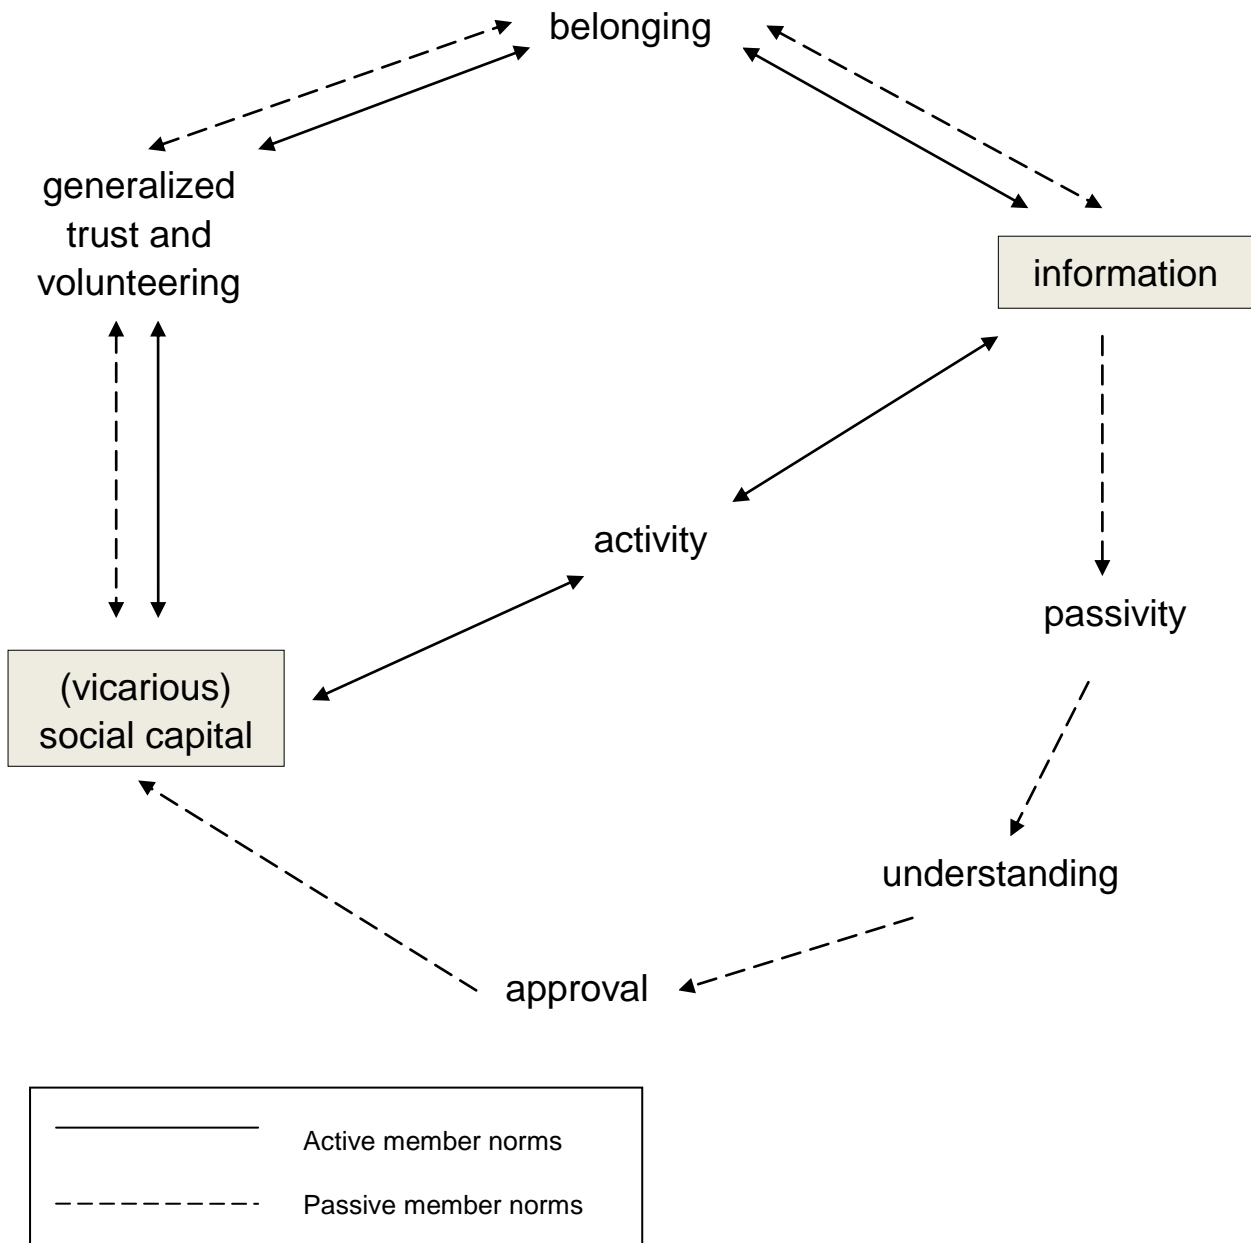 belonging
generalized
trust and
volunteering
information
activity
passivity
(vicarious)
social capital
understanding
approval
Active member norms
Passive member norms